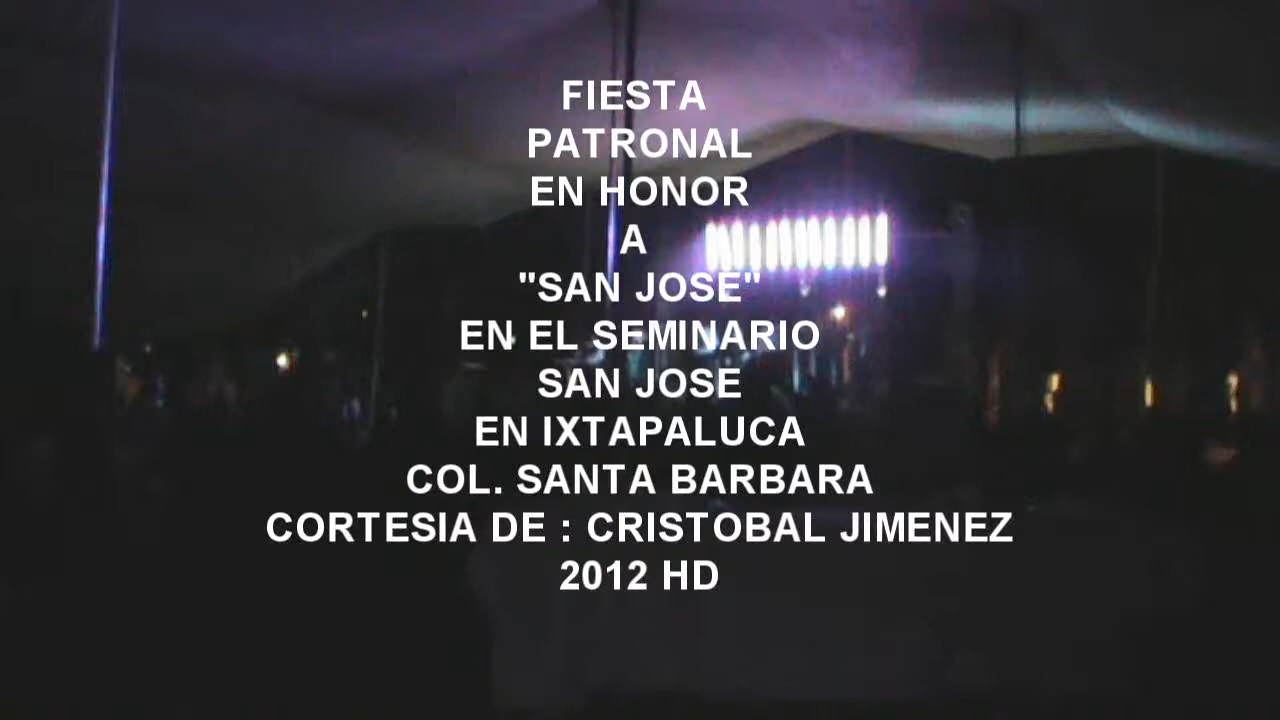 FIESTA
PATRONAL
EN HONOR
A
"SAN JOSE"
EN EL SEMINARIO
SAN JOSE
EN IXTAPALUCA
COL. SANTA BARBARA
CORTESIA DE : CRISTOBAL JIMENEZ
2012 HD